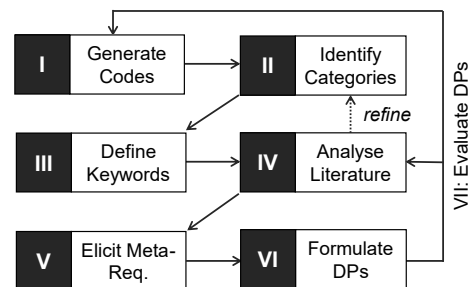 I
Generate
Codes
II
Identify
Categories
refine
III
Define
Keywords
IV
Analyse
Literature
V
Elicit Meta-
Req.
VI
Formulate
DPs
VII: Evaluate DPs